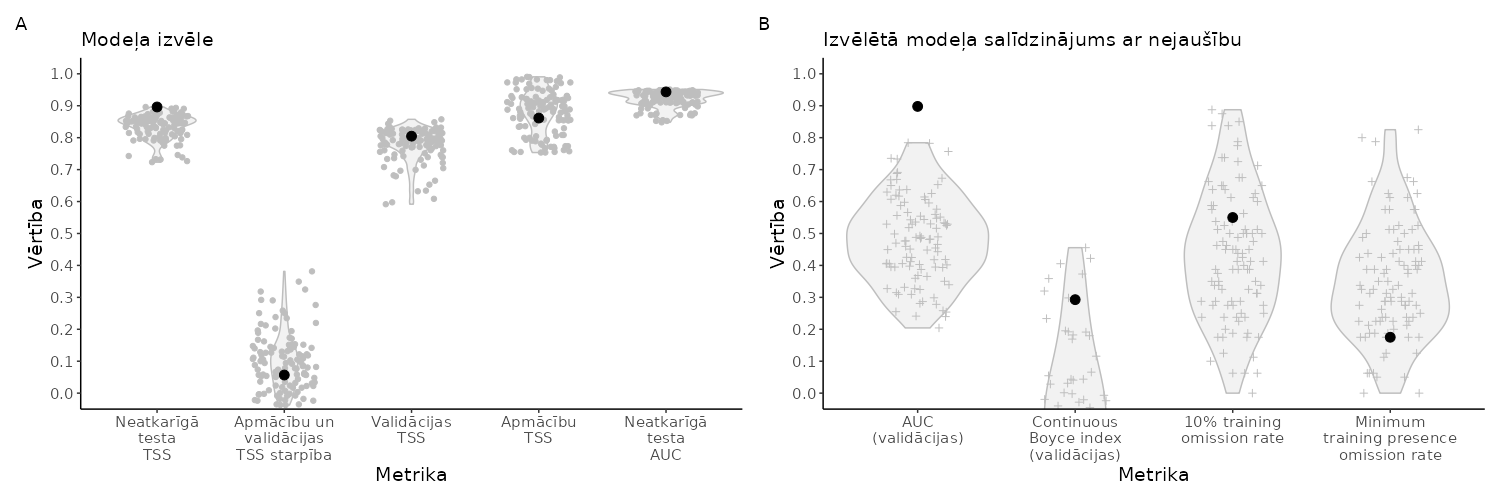 A
Modeļa izvēle
Vērtība
1.0
0.9
0.8
0.7
0.6
0.5
0.4
0.3
0.2
0.1
0.0
Neatkarīgā
testa
TSS
Apmācību un
validācijas
TSS starpība
Validācijas
TSS
Apmācību
TSS
Neatkarīgā
testa
AUC
Metrika
B
Izvēlētā modeļa salīdzinājums ar nejaušību
Vērtība
1.0
0.9
0.8
0.7
0.6
0.5
0.4
0.3
0.2
0.1
0.0
AUC
(validācijas)
Continuous
Boyce index
(validācijas)
10% training
omission rate
Minimum
training presence
omission rate
Metrika